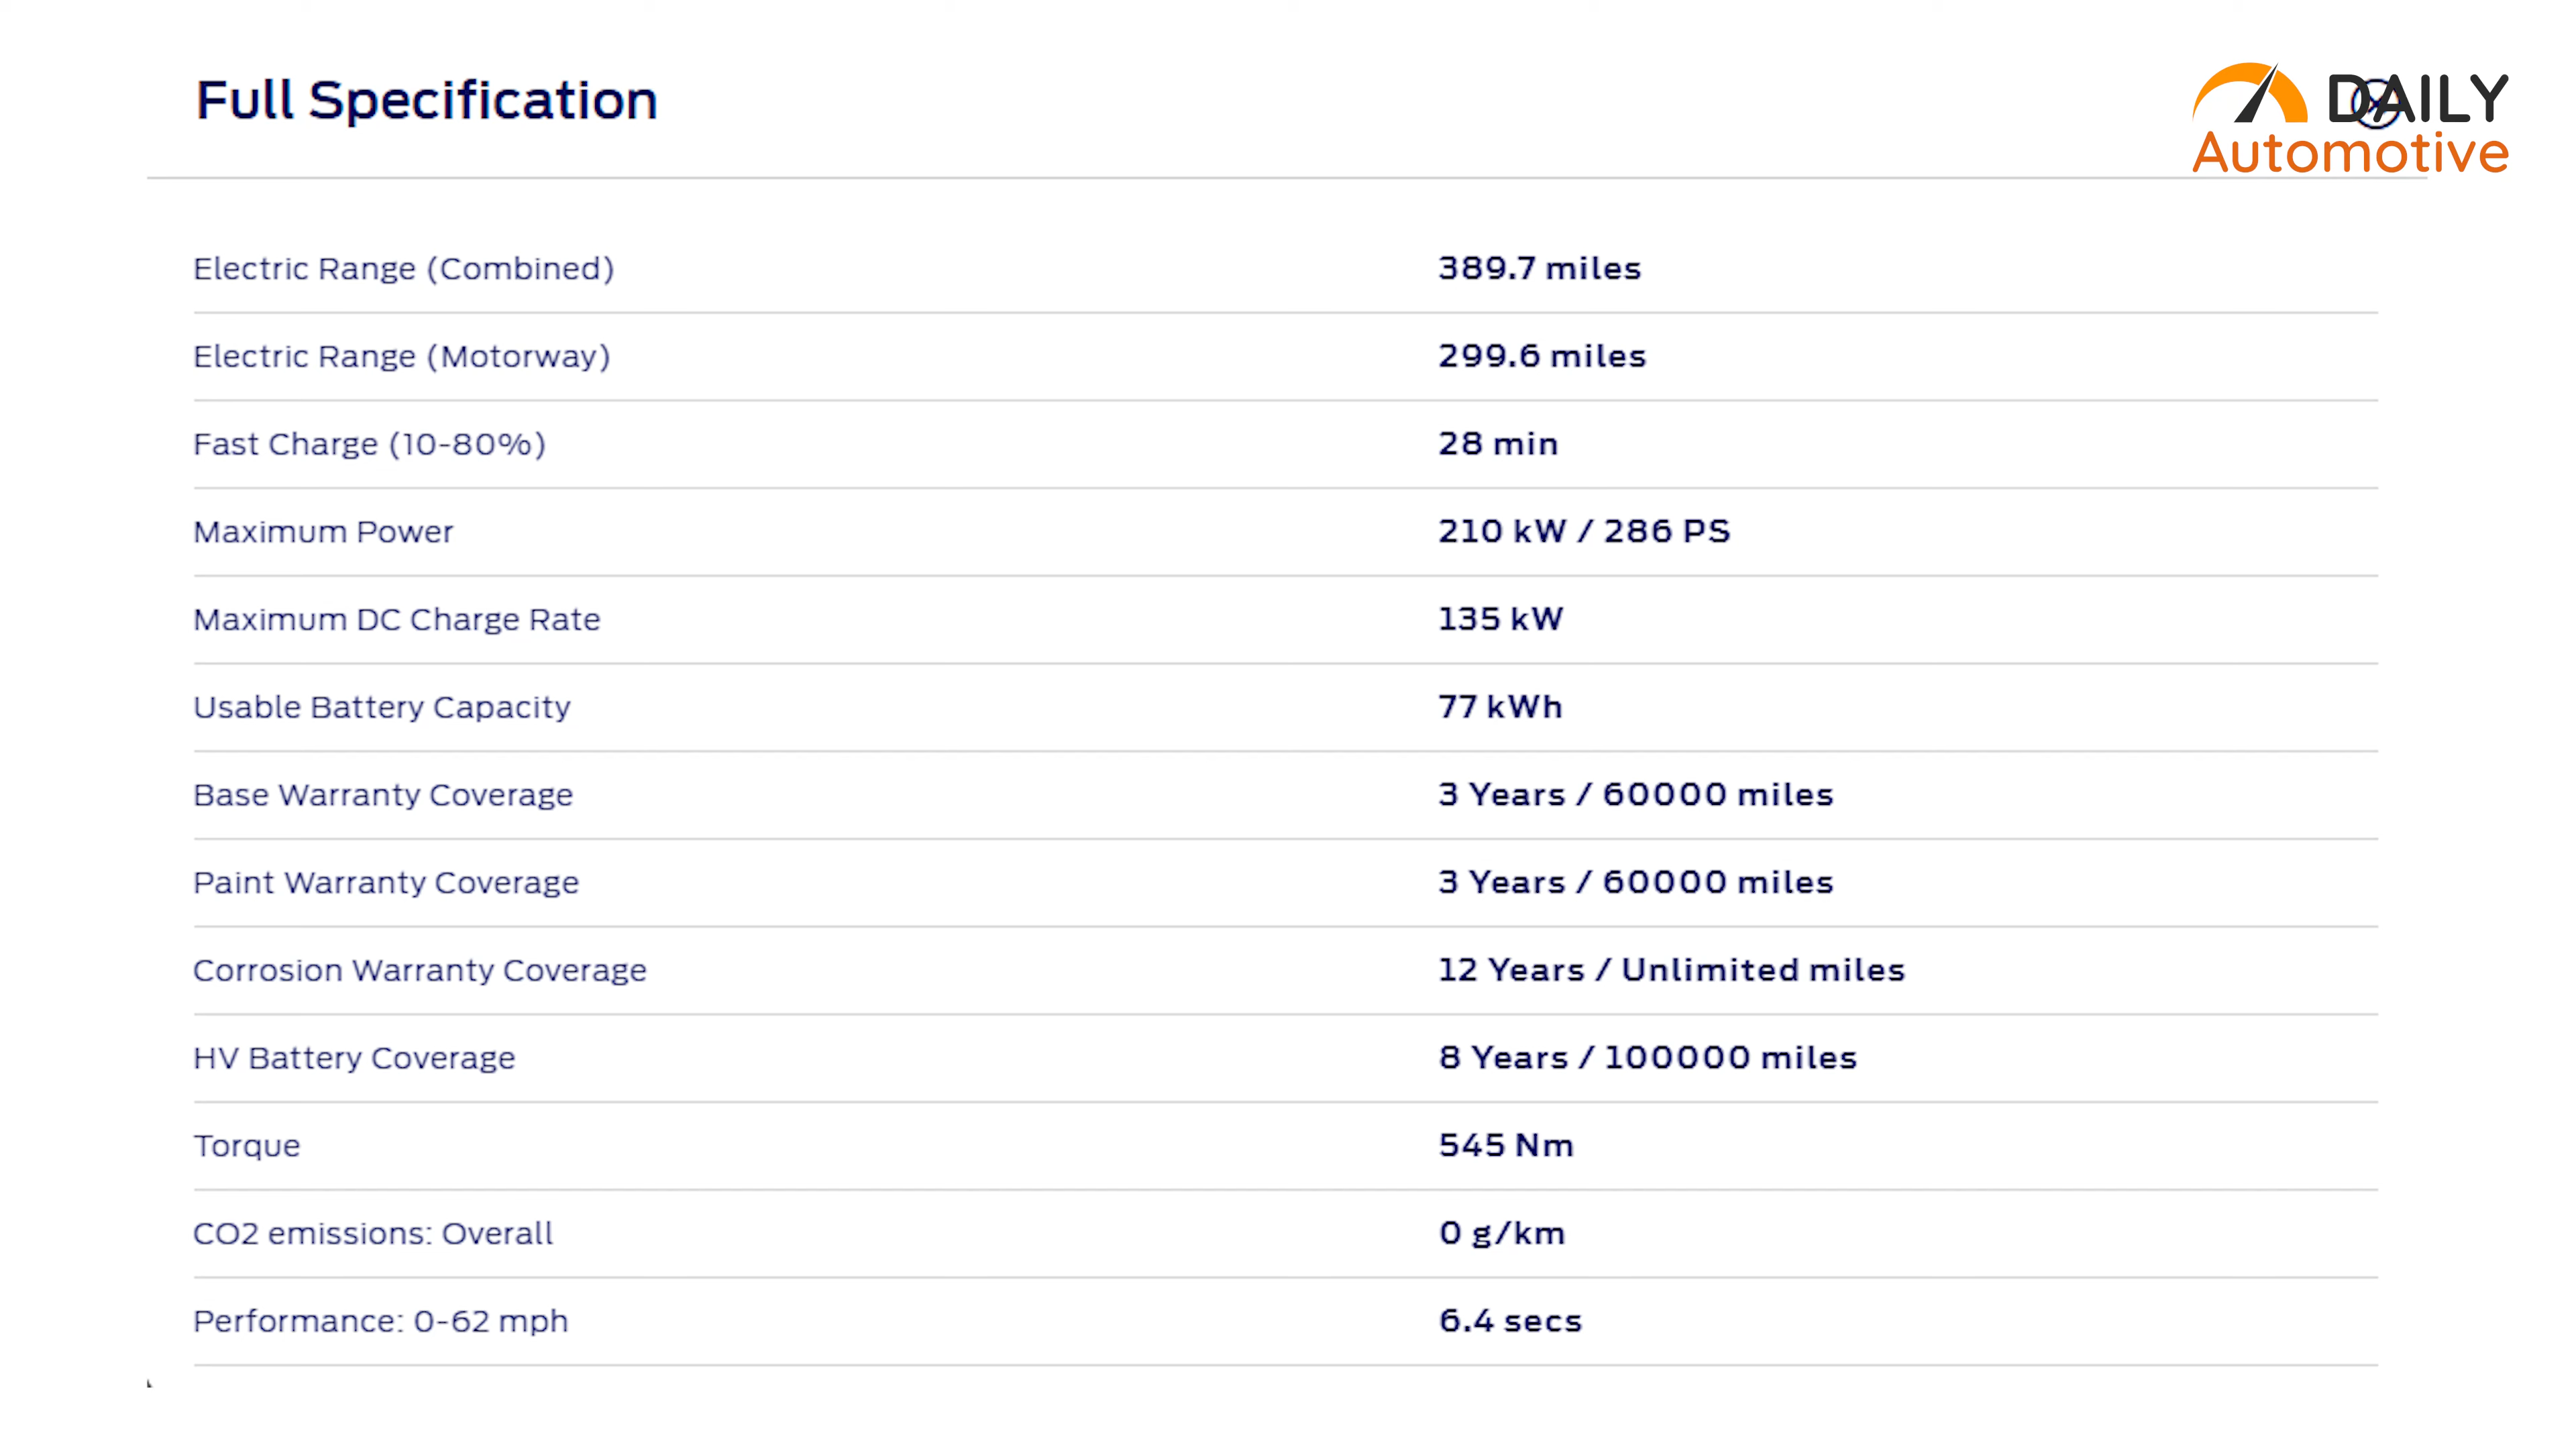 Full Specification
DAILY
Automotive
Electric Range (Combined) 389.7 miles
Electric Range (Motorway) 299.6 miles
Fast Charge (10-80%) 28 min
Maximum Power 210 kW / 286 PS
Maximum DC Charge Rate 135 kW
Usable Battery Capacity 77 kWh
Base Warranty Coverage 3 Years / 60000 miles
Paint Warranty Coverage 3 Years / 60000 miles
Corrosion Warranty Coverage 12 Years / Unlimited miles
HV Battery Coverage 8 Years / 100000 miles
Torque 545 Nm
CO2 emissions: Overall 0 g/km
Performance: 0-62 mph 6.4 secs